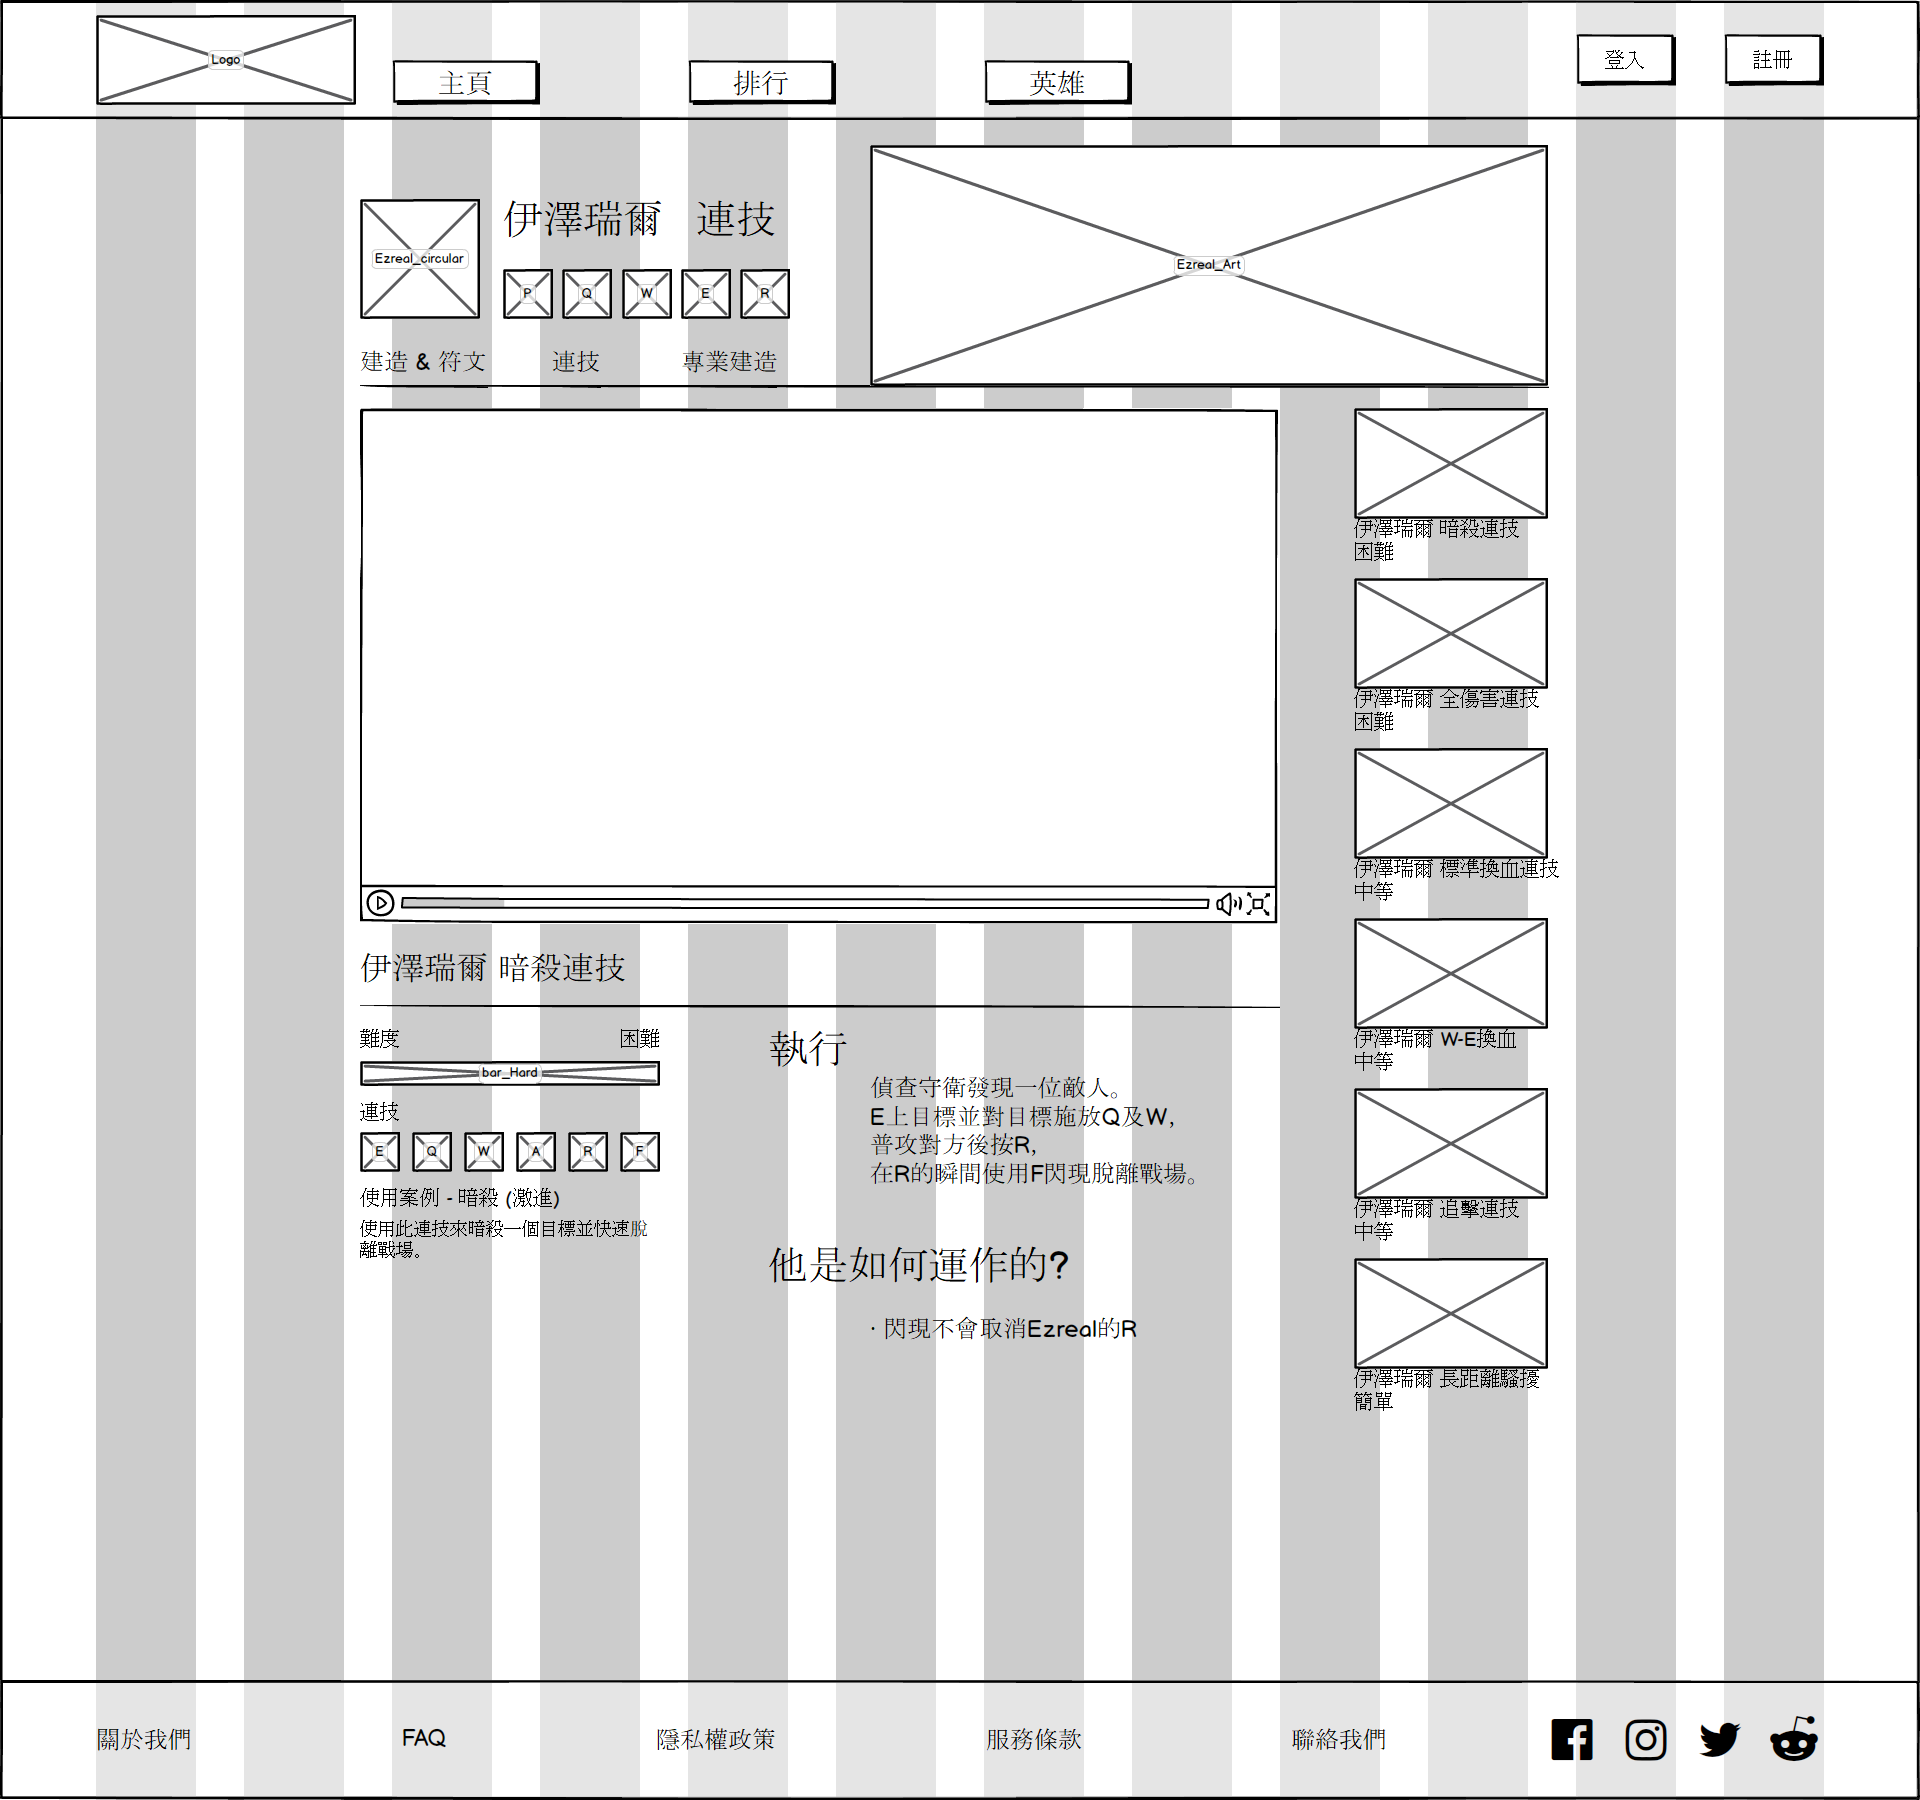 Logo
主頁
排行
英雄
登入
註冊
Ezreal_circular
伊澤瑞爾 連技
P Q W E R
Ezreal_Art
建造 & 符文
連技
專業建造
伊澤瑞爾 暗殺連技
難度
困難
bar_Hard
連技
E Q W A R F
使用案例 - 暗殺 (激進)
使用此連技來暗殺一個目標並快速脫
離戰場。
執行
偵查守衛發現一位敵人。
E上目標並對目標施放Q及W,
普攻對方後按R,
在R的瞬間使用F閃現脫離戰場。
他是如何運作的?
· 閃現不會取消Ezreal的R
伊澤瑞爾 暗殺連技
困難
伊澤瑞爾 全傷害連技
困難
伊澤瑞爾 標準換血連技
中等
伊澤瑞爾 W-E換血
中等
伊澤瑞爾 追擊連技
中等
伊澤瑞爾 長距離騷擾
簡單
關於我們
FAQ
隱私權政策
服務條款
聯絡我們